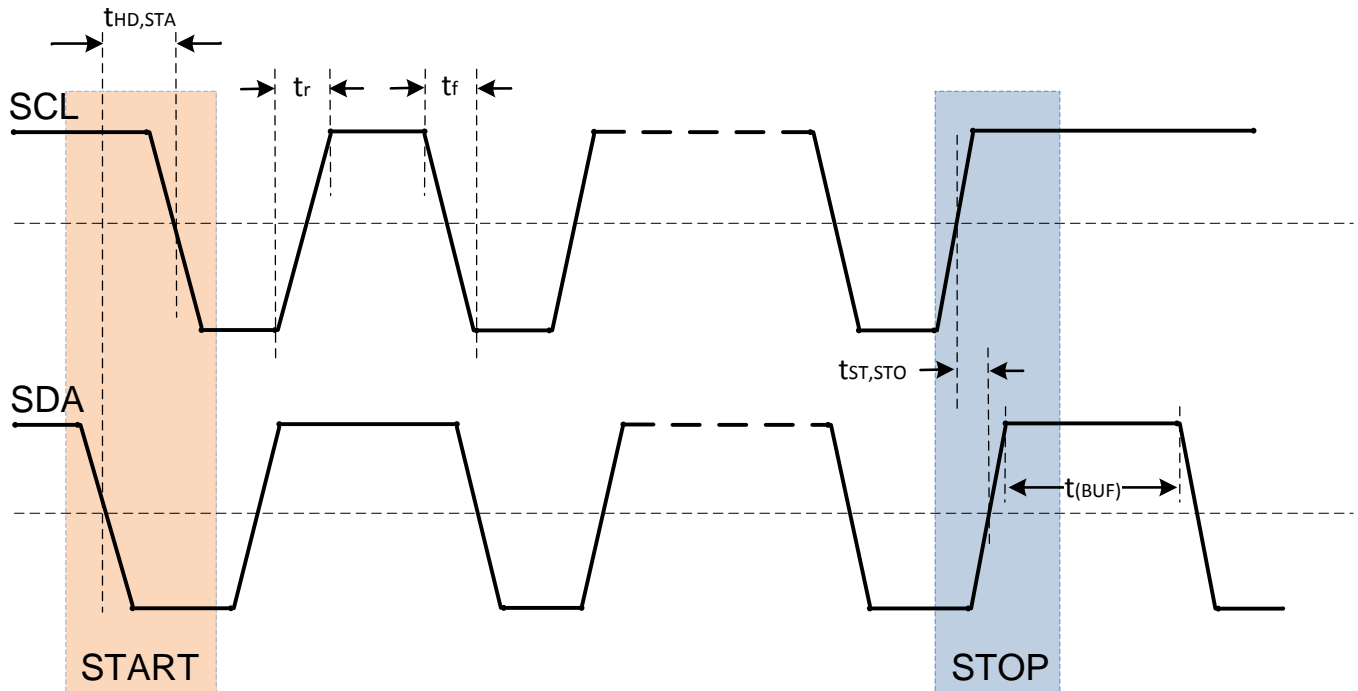 tHD,STA
tr
tf
SCL
tST,STO
SDA
t(BUF)
START
STOP